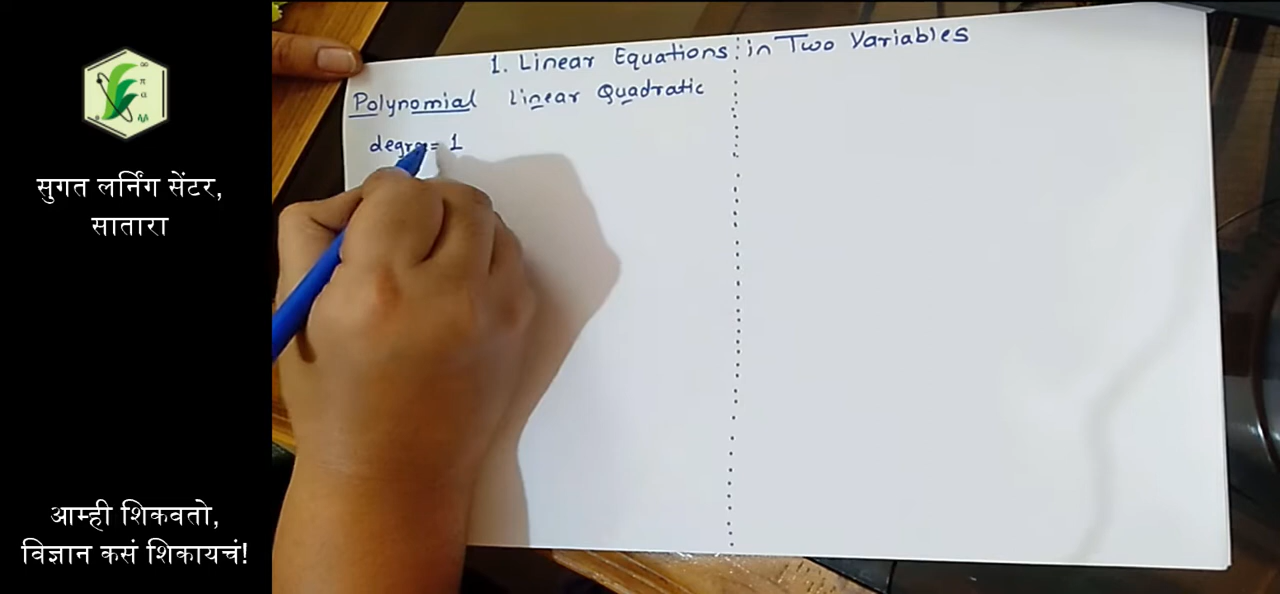 सुगत लर्निंग सेंटर,
सातारा
आम्ही शिकवतो,
विज्ञान कसं शिकायचं!
1. Linear Equations in Two Variables
Polynomial Linear Quadratic
= 1